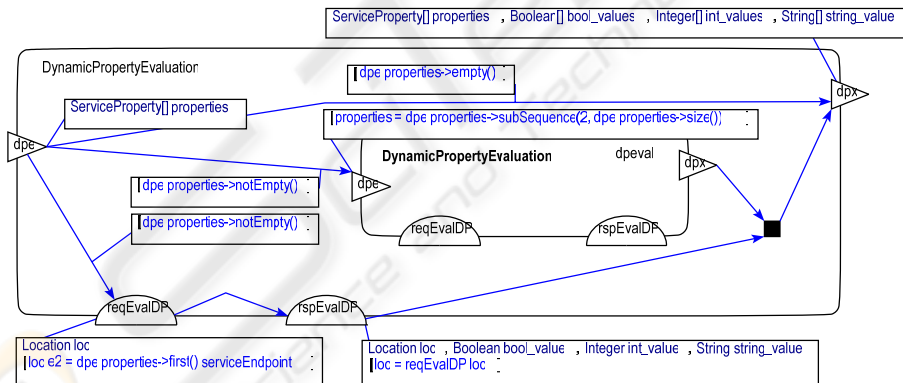 ServiceProperty[] properties , Boolean[] bool_values , Integer[] int_values , String[] string_value
DynamicPropertyEvaluation
[dpe properties->empty() ]
dpx
ServiceProperty[] properties
[properties = dpe properties->subSequence(2, dpe properties->size()) ]
dpe
DynamicPropertyEvaluation
dpeval
dpx
dpe
[dpe properties->notEmpty() ]
[dpe properties->notEmpty() ]
reqEvalDP
rspEvalDP
reqEvalDP
rspEvalDP
Location loc
[loc e2 = dpe properties->first() serviceEndpoint ]
Location loc , Boolean bool_value , Integer int_value , String string_value
[loc = reqEvalDP loc ]